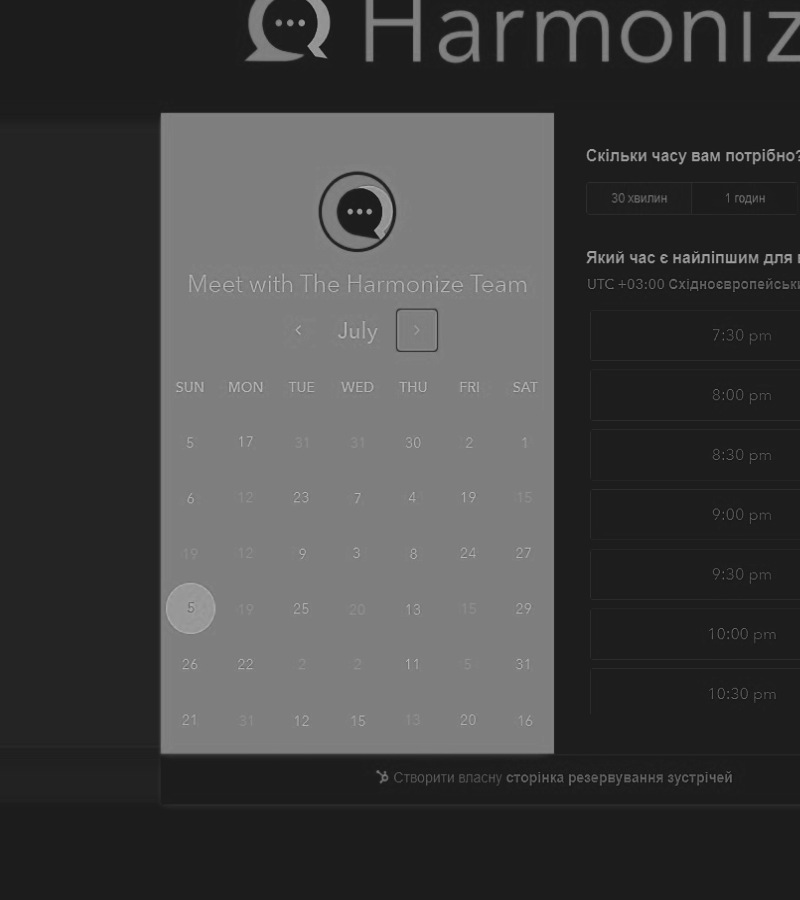 Harmoniz
Meet with The Harmonize Team
July
SUN MON TUE WED THU FRI SAT
5 17 31 31 30 2 1
6 12 23 7 4 19 15
19 12 9 3 8 24 27
5 19 25 20 13 15 29
26 22 2 2 11 5 31
21 31 12 15 13 20 16
Скільки часу вам потрібно?
30 хвилин 1 годин
Який час є найліпшим для
UTC +03:00 Східноєвропейськи
7:30 pm
8:00 pm
8:30 pm
9:00 pm
9:30 pm
10:00 pm
10:30 pm
Створити власну сторінка резервування зустрічей